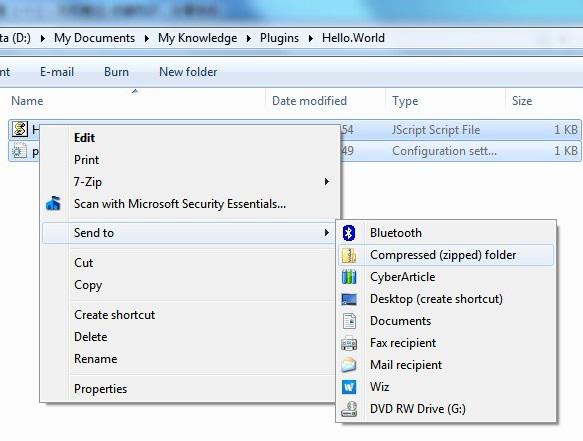 ta (D:) ▸ My Documents ▸ My Knowledge ▸ Plugins ▸ Hello.World
nt E-mail Burn New folder
Name Date modified Type Size
H 54 JScript Script File 1 KB
p 49 Configuration sett... 1 KB
Edit
Print
7-Zip
Scan with Microsoft Security Essentials...
Send to
Cut
Copy
Create shortcut
Delete
Rename
Properties
Bluetooth
Compressed (zipped) folder
CyberArticle
Desktop (create shortcut)
Documents
Fax recipient
Mail recipient
Wiz
DVD RW Drive (G:)